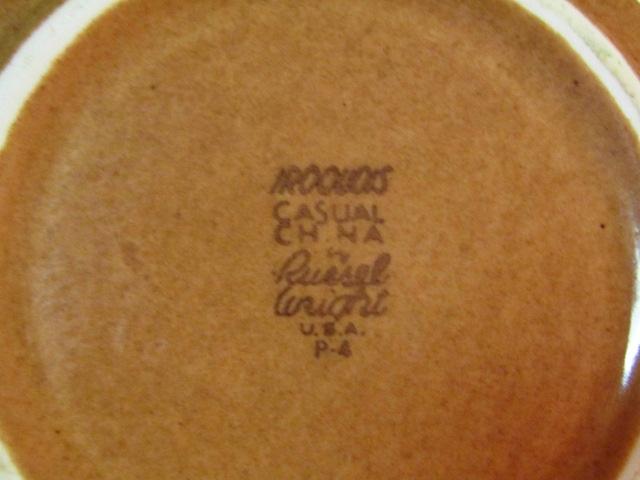 IROQUOIS
CASUAL
CHINA
by
Russel
Wright
U.S.A.
P-4